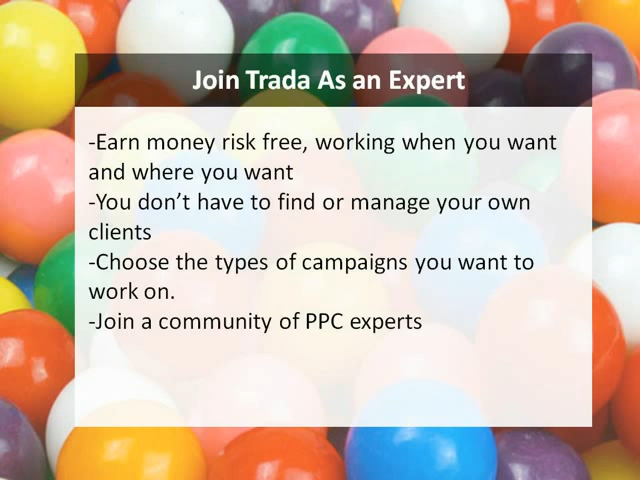 Join Trada As an Expert
-Earn money risk free, working when you want
and where you want
-You don’t have to find or manage your own
clients
-Choose the types of campaigns you want to
work on.
-Join a community of PPC experts